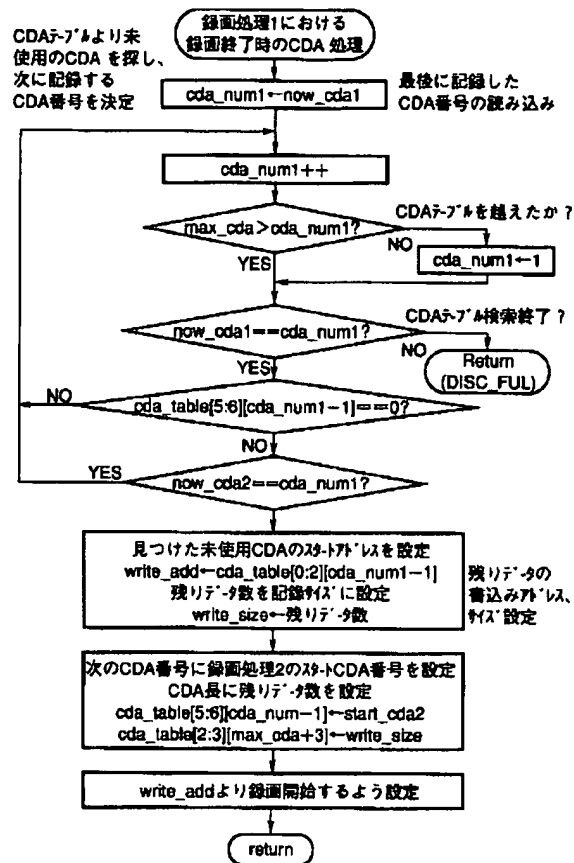 録画処理1における
録画終了時のCDA 処理
CDAテーブルより未
使用のCDA を探し、
次に記録する
CDA番号を決定
cda_num1←now_cda1
最後に記録した
CDA番号の読み込み
cda_num1++
CDAテーブルを越えたか?
max_cda>cda_num1?
NO
cda_num1←1
YES
CDAテーブル検索終了?
now_cda1==cda_num1?
NO
Return
(DISC_FUL)
YES
NO
cda_table[5:6][cda_num1-1]==0?
NO
YES
now_cda2==cda_num1?
見つけた未使用CDAのスタートアドレスを設定
write_add←cda_table[0:2][cda_num1-1]
残りデータ数を記録サイズに設定
write_size←残りデータ数
残りデータの
書込みアドレス、
サイズ設定
次のCDA番号に録画処理2のスタートCDA番号を設定
CDA長に残りデータ数を設定
cda_table[5:6][cda_num-1]←start_cda2
cda_table[2:3][max_cda+3]←write_size
write_addより録画開始するよう設定
return